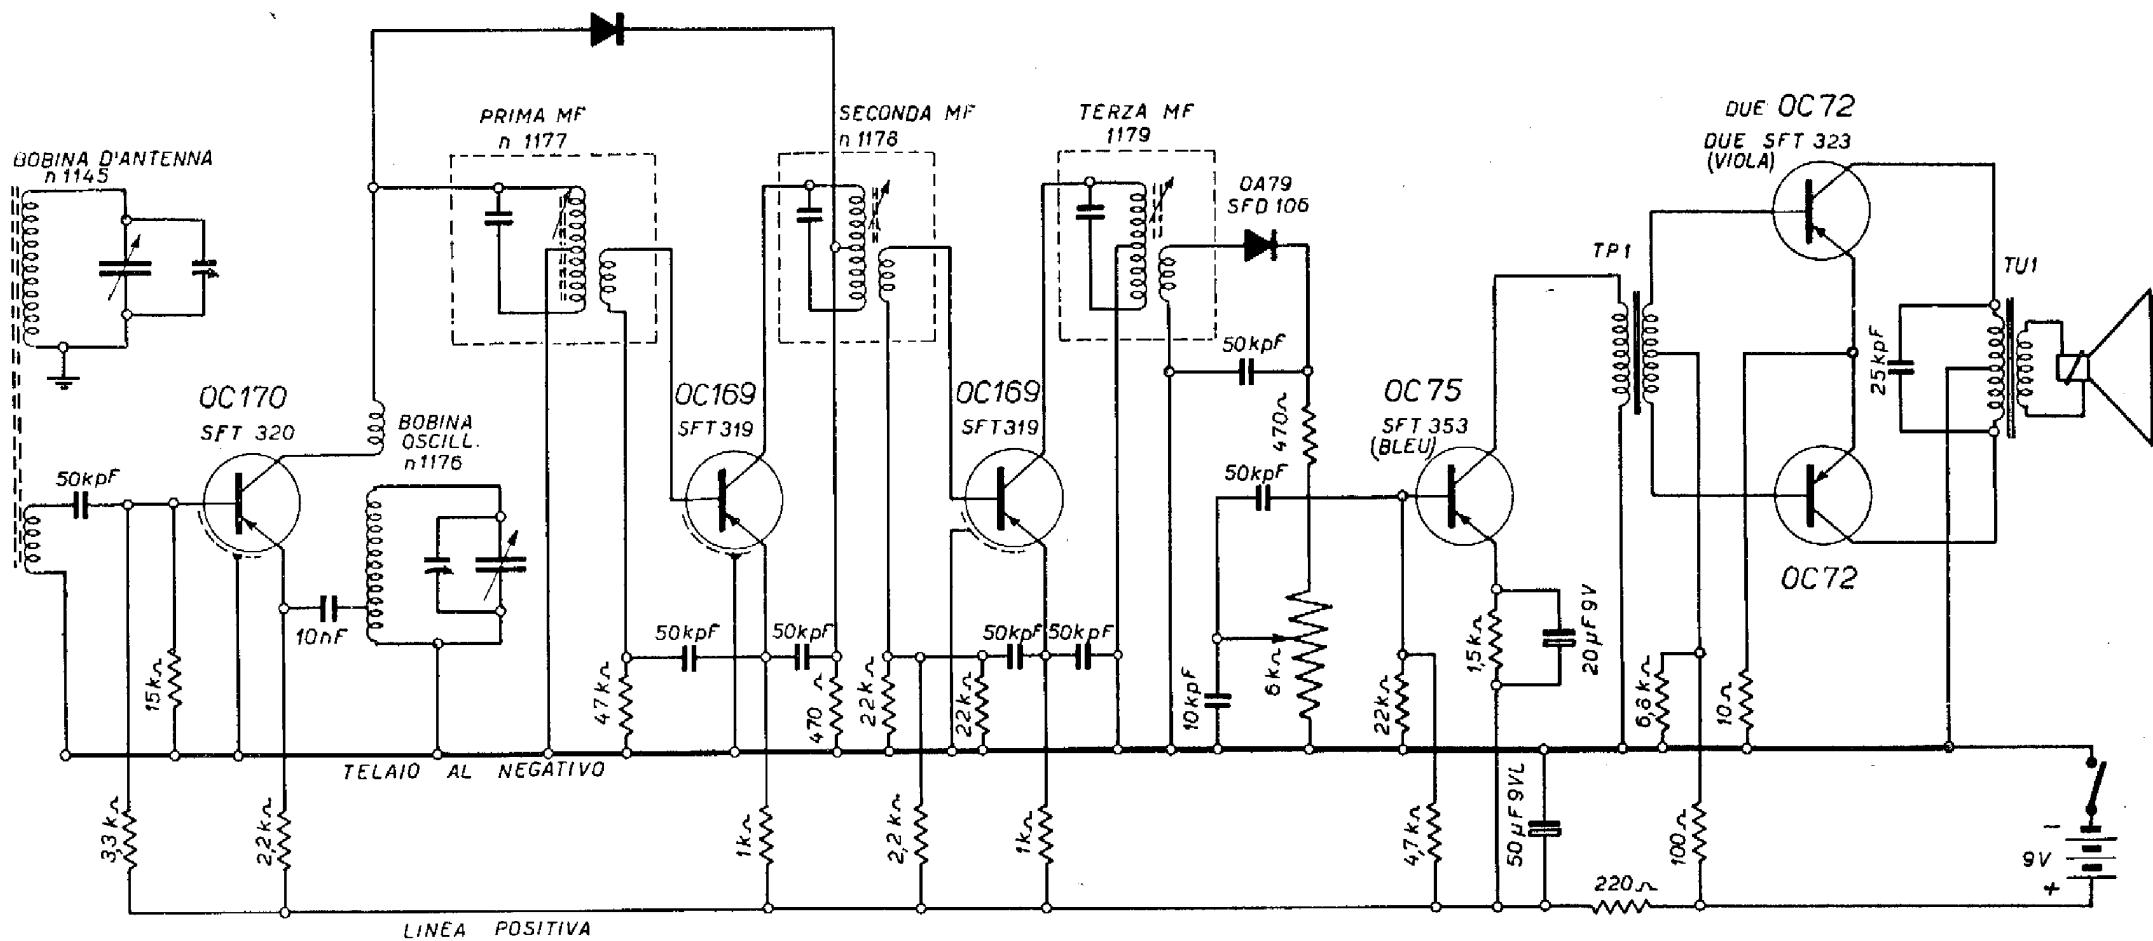 PRIMA MF
n 1177
SECONDA MF
n 1178
TERZA MF
1179
DUE OC72
DUE SFT 323
(VIOLA)
BOBINA D'ANTENNA
n 1145
OA79
SFD 106
TP1
TU1
50kpF
25kpF
OC170
SFT 320
BOBINA
OSCILL.
n 1176
OC169
SFT 319
OC169
SFT 319
470Ω
OC75
SFT 353
(BLEU)
50kpF
50kpF
OC72
10nF
15kΩ
50kpF
50kpF
50kpF
50kpF
47kΩ
470Ω
22kΩ
22kΩ
10kpF
6kΩ
22kΩ
1,5kΩ
20µF 9V
6,8kΩ
10Ω
TELAIO AL NEGATIVO
3,3kΩ
2,2kΩ
1kΩ
2,2kΩ
1kΩ
4,7kΩ
50µF 9VL
100Ω
220Ω
−
9V
+
LINEA POSITIVA